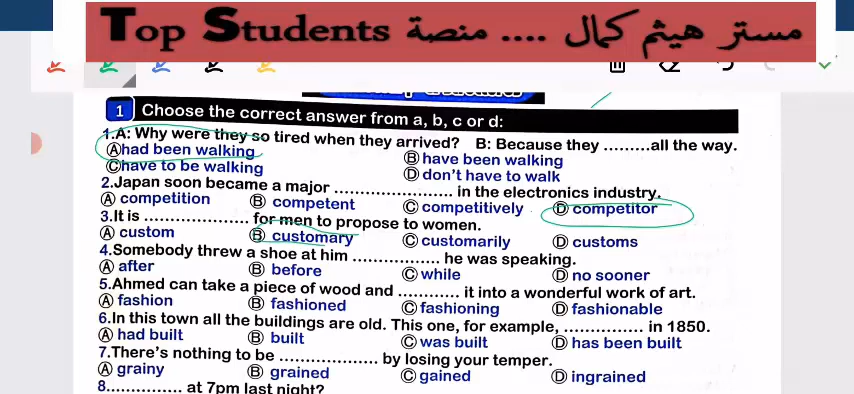 Top Students مستر هيثم كمال .... منصة
1 Choose the correct answer from a, b, c or d:
1.A: Why were they so tired when they arrived? B: Because they .........all the way.
Ⓐhad been walking Ⓑ have been walking
Ⓒhave to be walking Ⓓ don't have to walk
2.Japan soon became a major ........................ in the electronics industry.
Ⓐ competition Ⓑ competent Ⓒ competitively Ⓓ competitor
3.It is ..................... for men to propose to women.
Ⓐ custom Ⓑ customary Ⓒ customarily Ⓓ customs
4.Somebody threw a shoe at him .................. he was speaking.
Ⓐ after Ⓑ before Ⓒ while Ⓓ no sooner
5.Ahmed can take a piece of wood and ............ it into a wonderful work of art.
Ⓐ fashion Ⓑ fashioned Ⓒ fashioning Ⓓ fashionable
6.In this town all the buildings are old. This one, for example, ............... in 1850.
Ⓐ had built Ⓑ built Ⓒ was built Ⓓ has been built
7.There's nothing to be .................... by losing your temper.
Ⓐ grainy Ⓑ grained Ⓒ gained Ⓓ ingrained
8............... at 7pm last night?